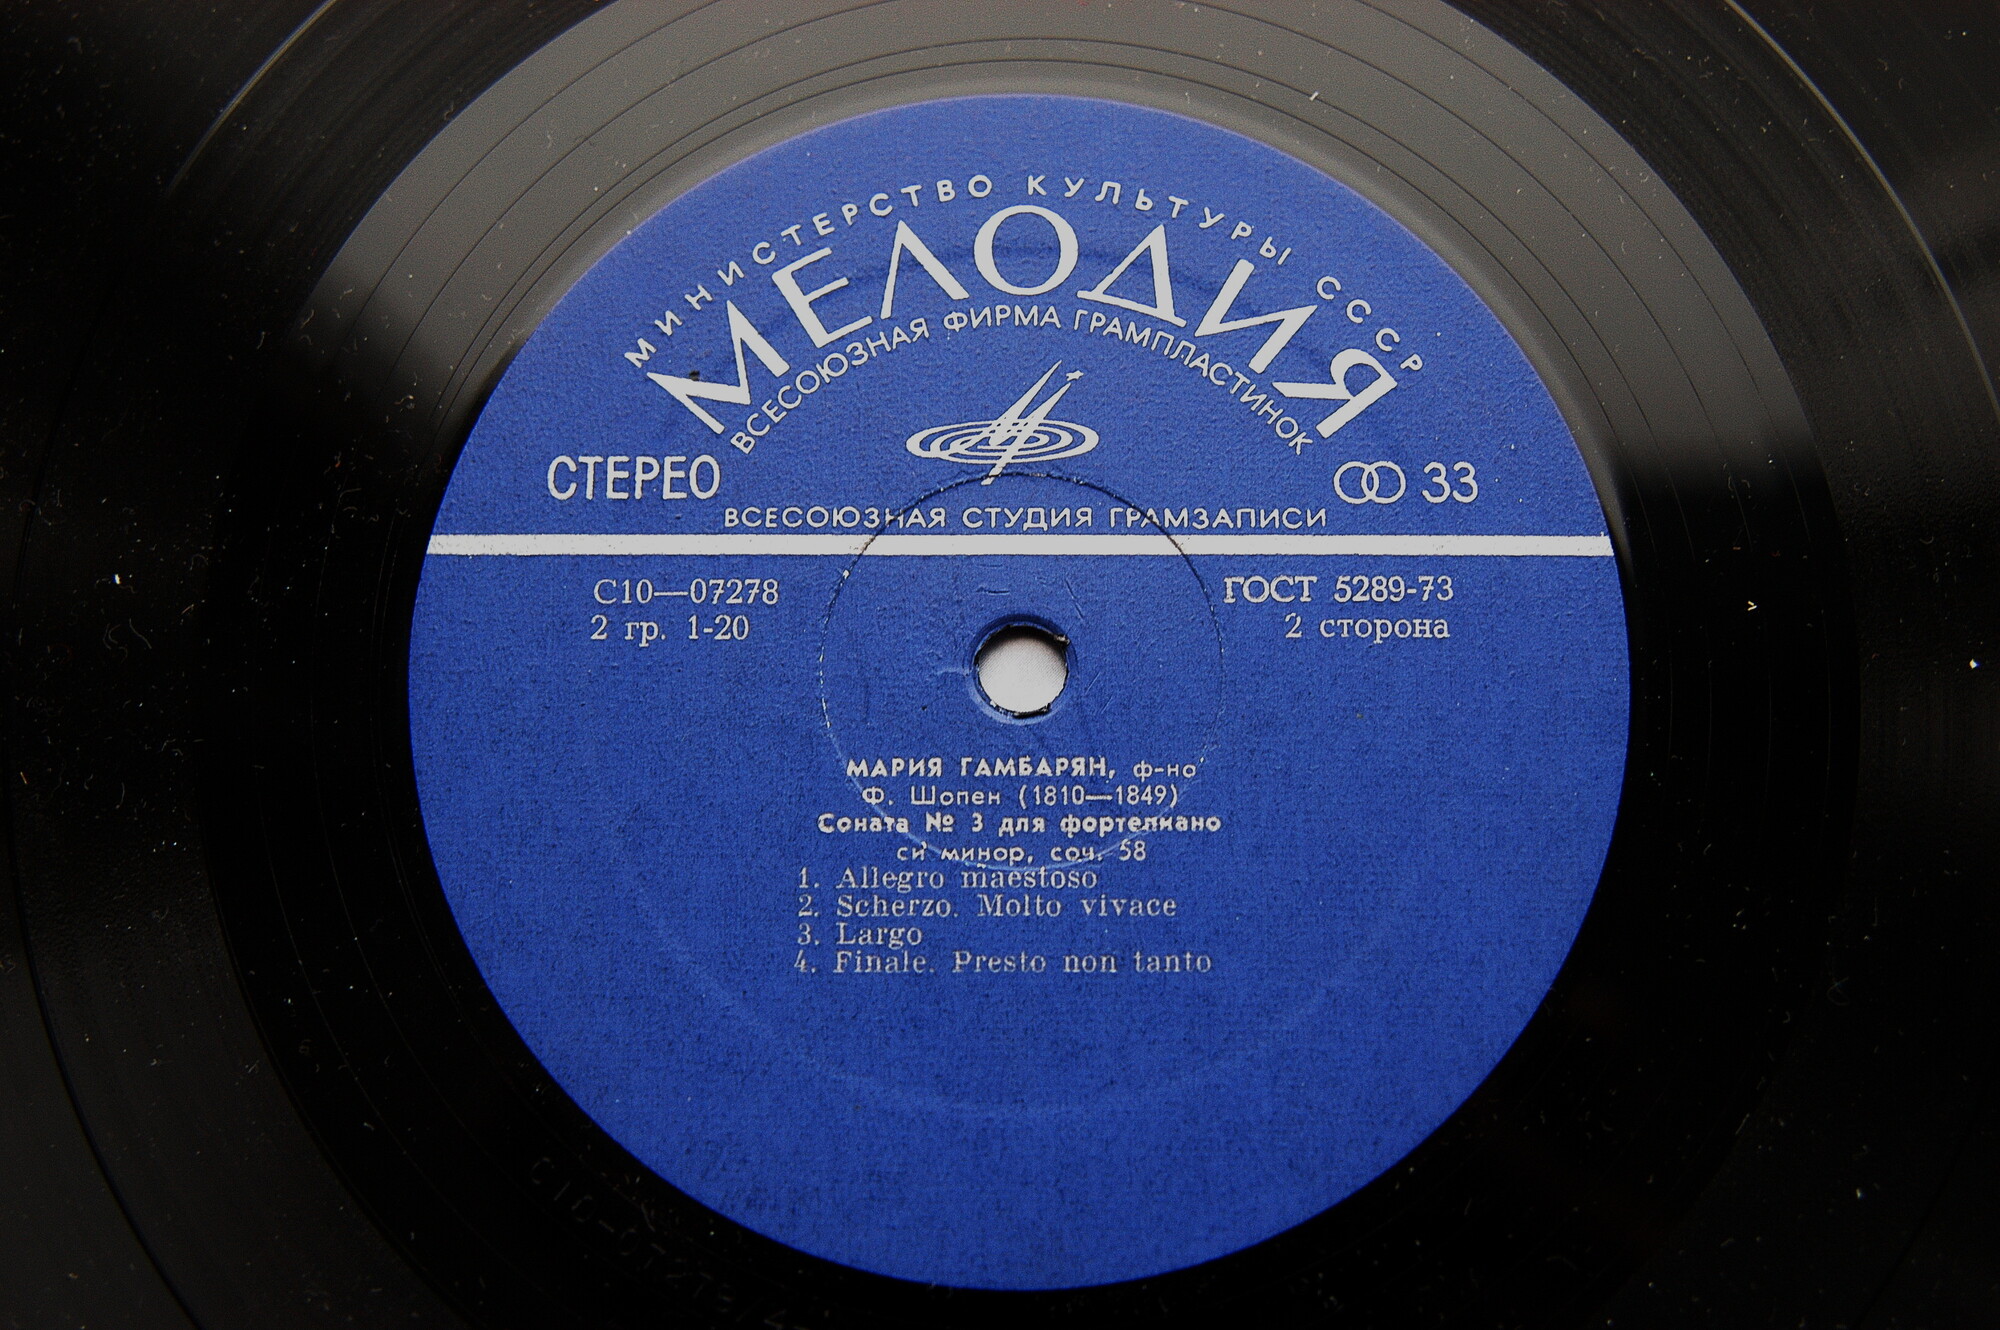 МИНИСТЕРСТВО КУЛЬТУРЫ СССР
МЕЛОДИЯ
ВСЕСОЮЗНАЯ ФИРМА ГРАМПЛАСТИНОК
СТЕРЕО
33
ВСЕСОЮЗНАЯ СТУДИЯ ГРАМЗАПИСИ
С10—07278
ГОСТ 5289-73
2 гр. 1-20
2 сторона
МАРИЯ ГАМБАРЯН, ф-но
Ф. Шопен (1810—1849)
Соната № 3 для фортепиано
си минор, соч. 58
1. Allegro maestoso
2. Scherzo. Molto vivace
3. Largo
4. Finale. Presto non tanto